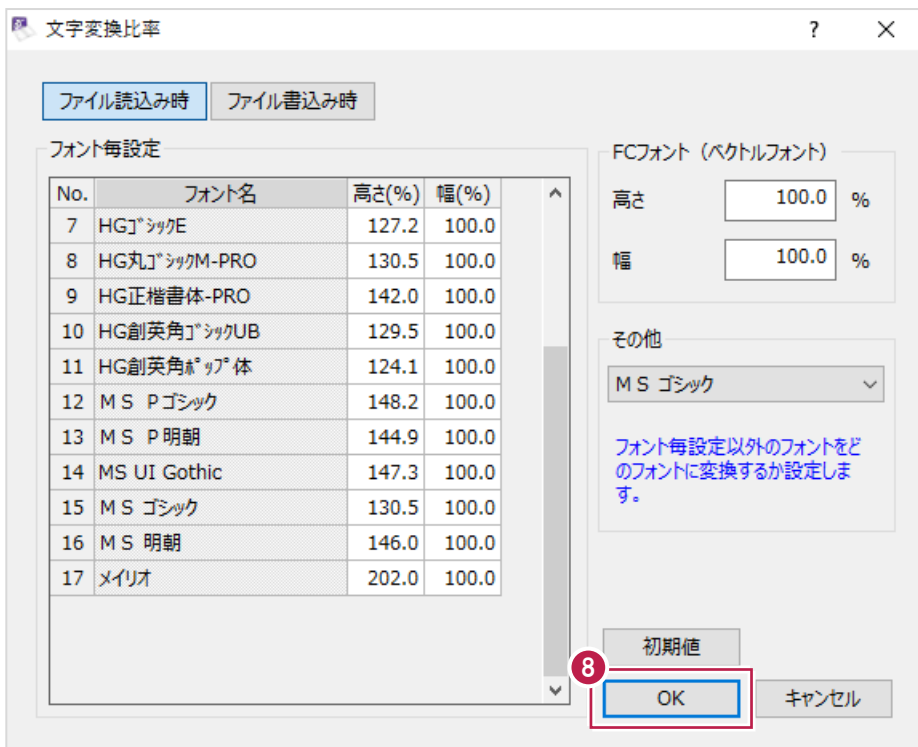 文字変換比率
?
ファイル読込み時 ファイル書込み時
フォント毎設定
No. フォント名 高さ(%) 幅(%)
7 HGｺﾞｼｯｸE 127.2 100.0
8 HG丸ｺﾞｼｯｸM-PRO 130.5 100.0
9 HG正楷書体-PRO 142.0 100.0
10 HG創英角ｺﾞｼｯｸUB 129.5 100.0
11 HG創英角ﾎﾟｯﾌﾟ体 124.1 100.0
12 ＭＳ Ｐゴシック 148.2 100.0
13 ＭＳ Ｐ明朝 144.9 100.0
14 MS UI Gothic 147.3 100.0
15 ＭＳ ゴシック 130.5 100.0
16 ＭＳ 明朝 146.0 100.0
17 メイリオ 202.0 100.0
FCフォント（ベクトルフォント）
高さ 100.0 %
幅 100.0 %
その他
ＭＳ ゴシック
フォント毎設定以外のフォントをど
のフォントに変換するか設定しま
す。
初期値
8
OK キャンセル